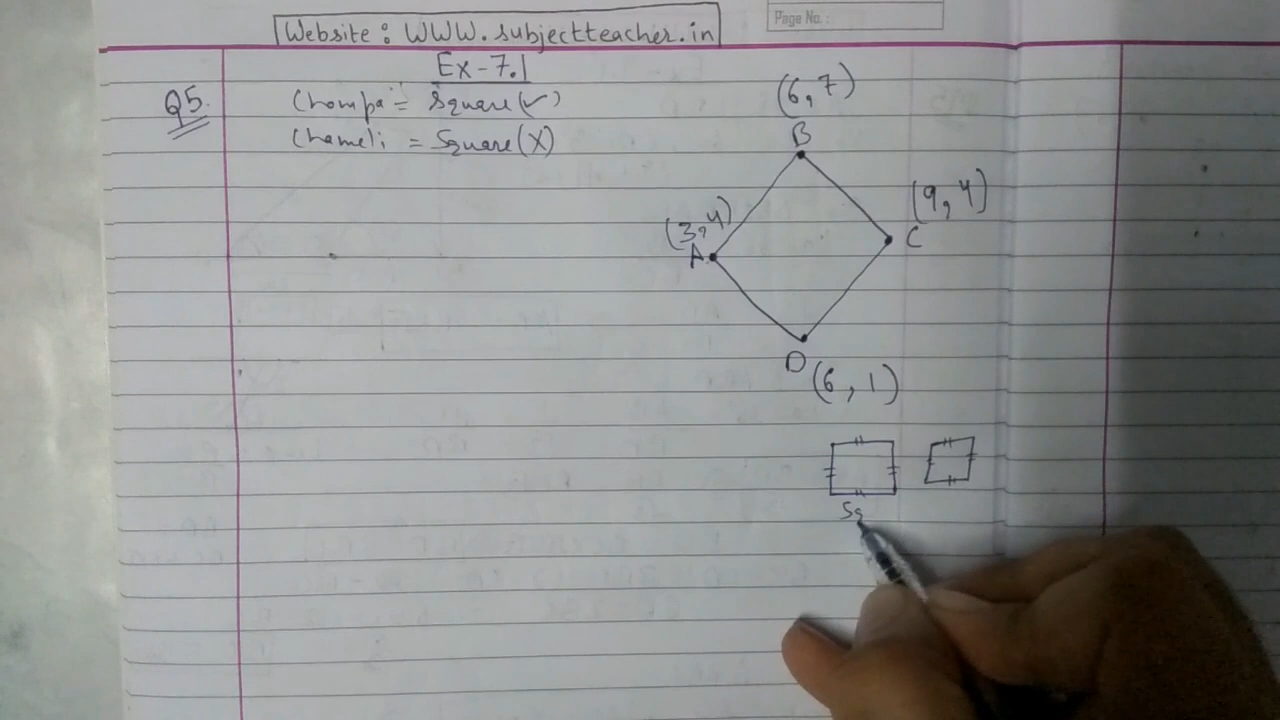 Website : WWW.subjectteacher.in
Page No. :
Ex-7.1
Q5.
Champa = Square(✓)
Chameli = Square(X)
(6,7)
B
(9,4)
(3,4)
A
C
D
(6,1)
Sq